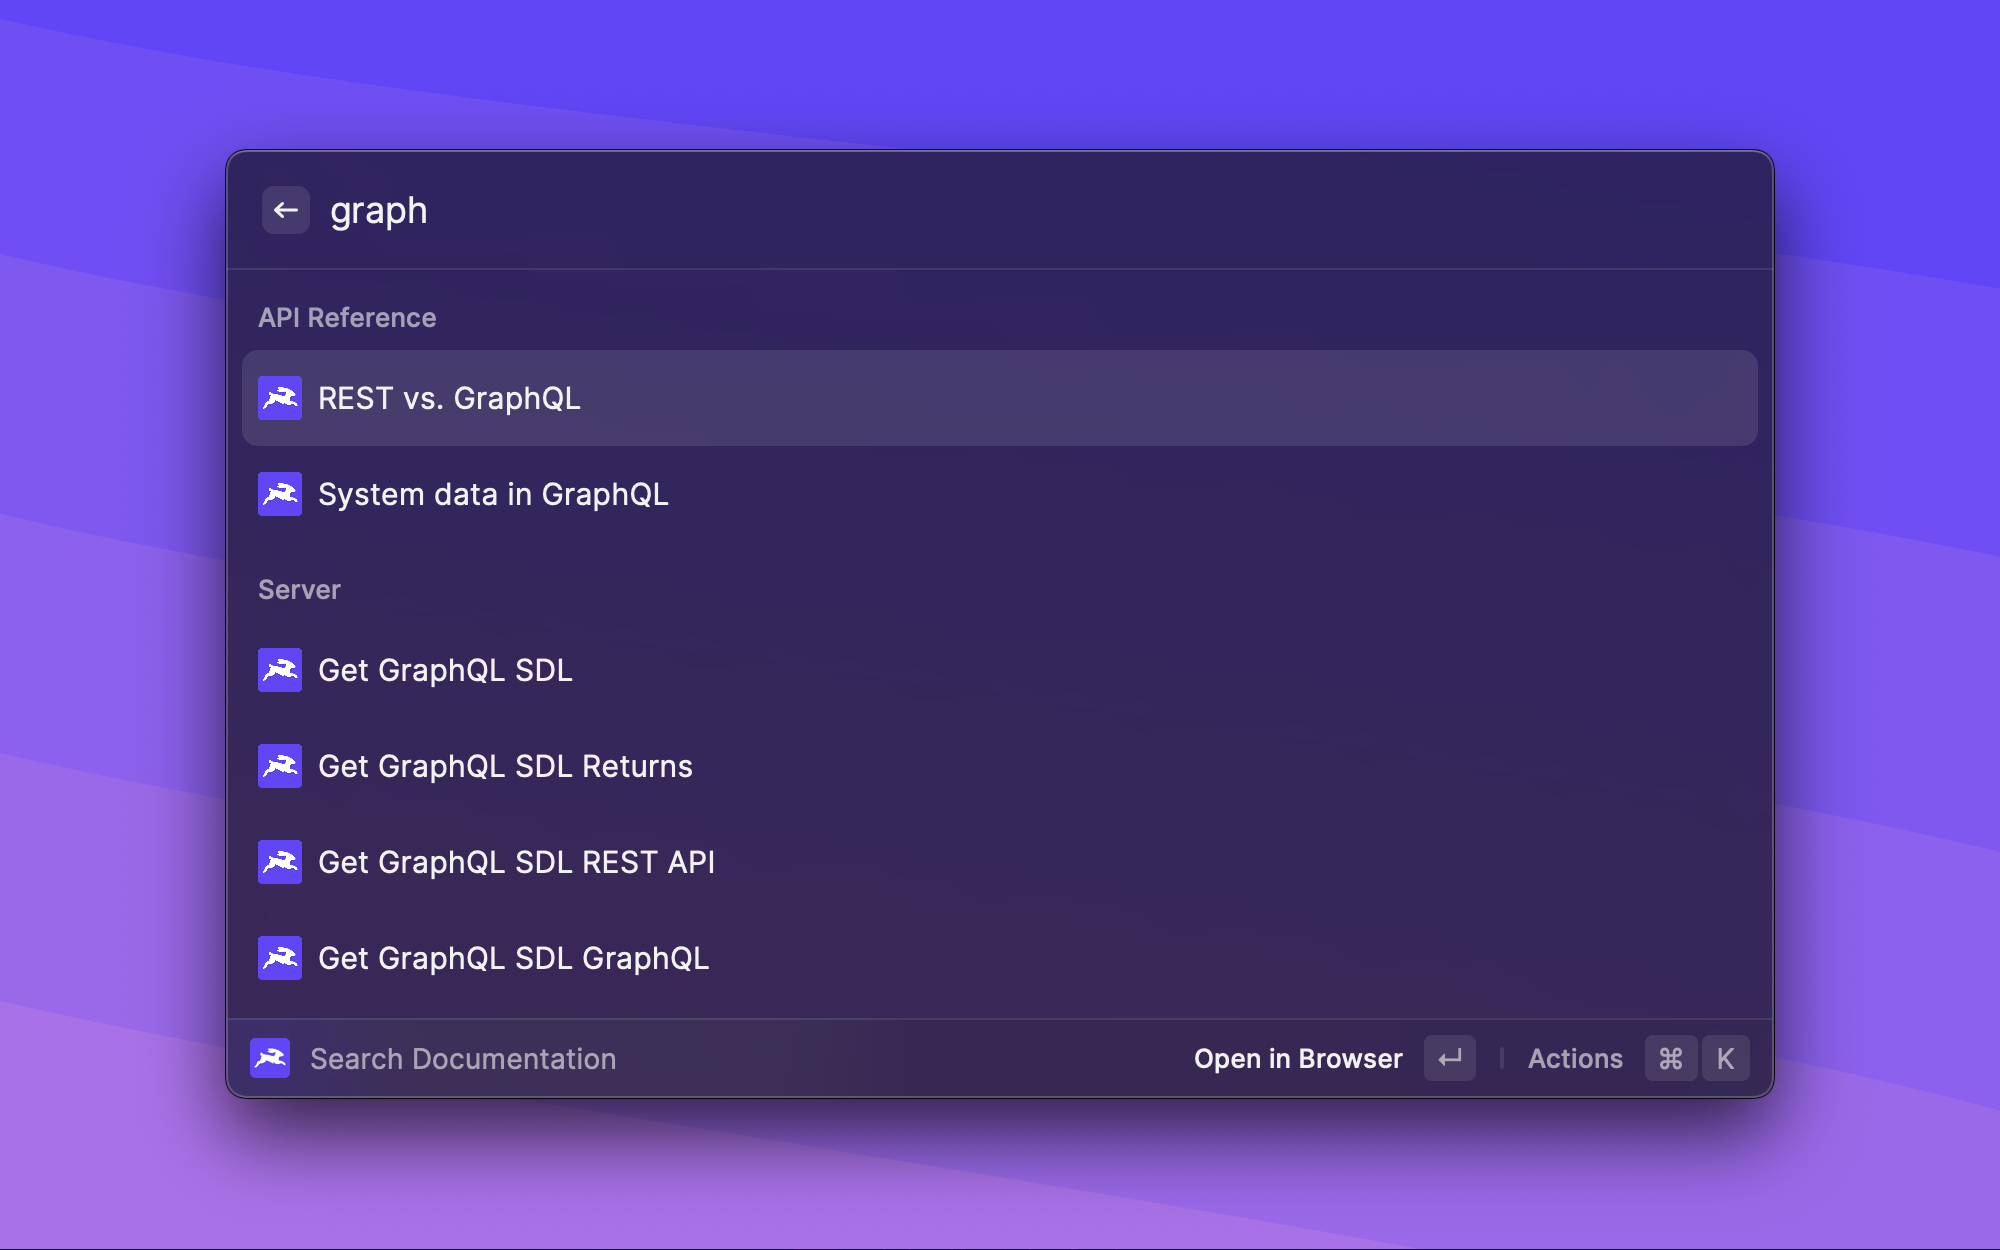 graph
API Reference
REST vs. GraphQL
System data in GraphQL
Server
Get GraphQL SDL
Get GraphQL SDL Returns
Get GraphQL SDL REST API
Get GraphQL SDL GraphQL
Search Documentation Open in Browser ↵ Actions ⌘ K